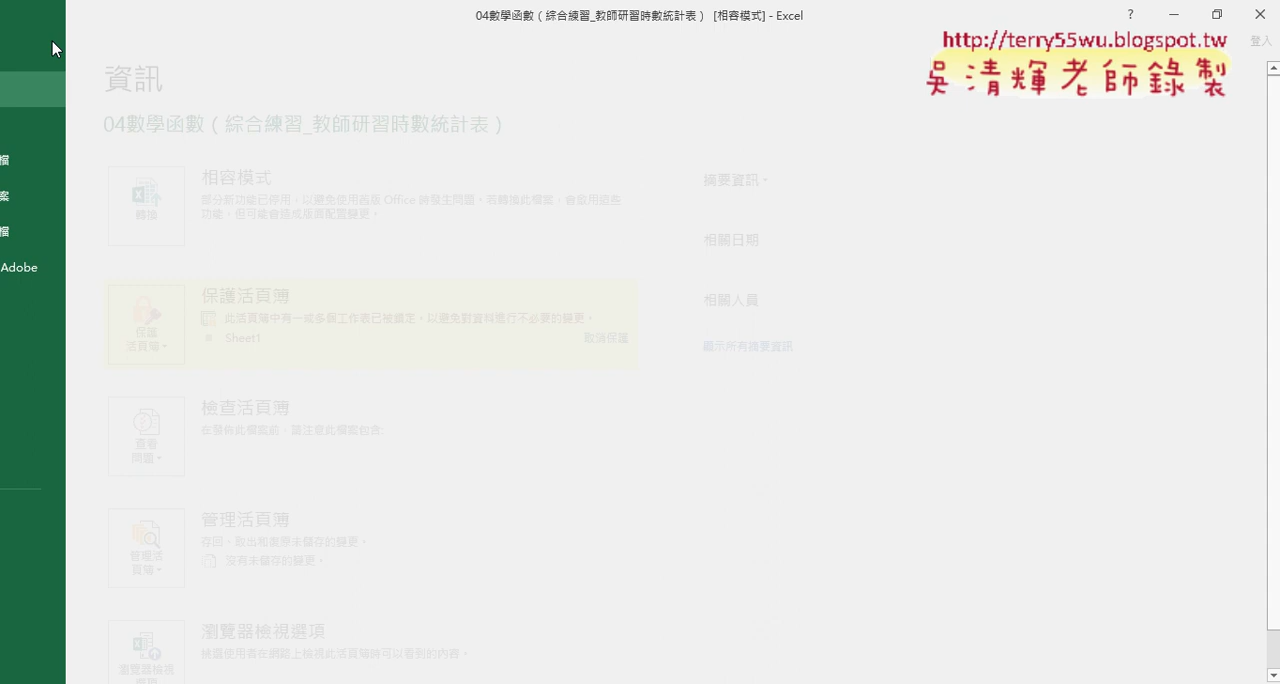 04數學函數（綜合練習_教師研習時數統計表） [相容模式] - Excel
?
http://terry55wu.blogspot.tw
登入
吳清輝老師錄製
資訊
04數學函數（綜合練習_教師研習時數統計表）
檔
案
檔
Adobe
相容模式
部分新功能已停用，以避免使用舊版 Office 時發生問題。若轉換此檔案，會啟用這些
功能，但可能會造成版面配置變更。
轉換
保護活頁簿
此活頁簿中有一或多個工作表已被鎖定，以避免對資料進行不必要的變更。
Sheet1
取消保護
保護
活頁簿
檢查活頁簿
在發佈此檔案前，請注意此檔案包含:
查看
問題
管理活頁簿
存回、取出和復原未儲存的變更。
沒有未儲存的變更。
管理活
頁簿
瀏覽器檢視選項
挑選使用者在網路上檢視此活頁簿時可以看到的內容。
瀏覽器檢視
摘要資訊
相關日期
相關人員
顯示所有摘要資訊